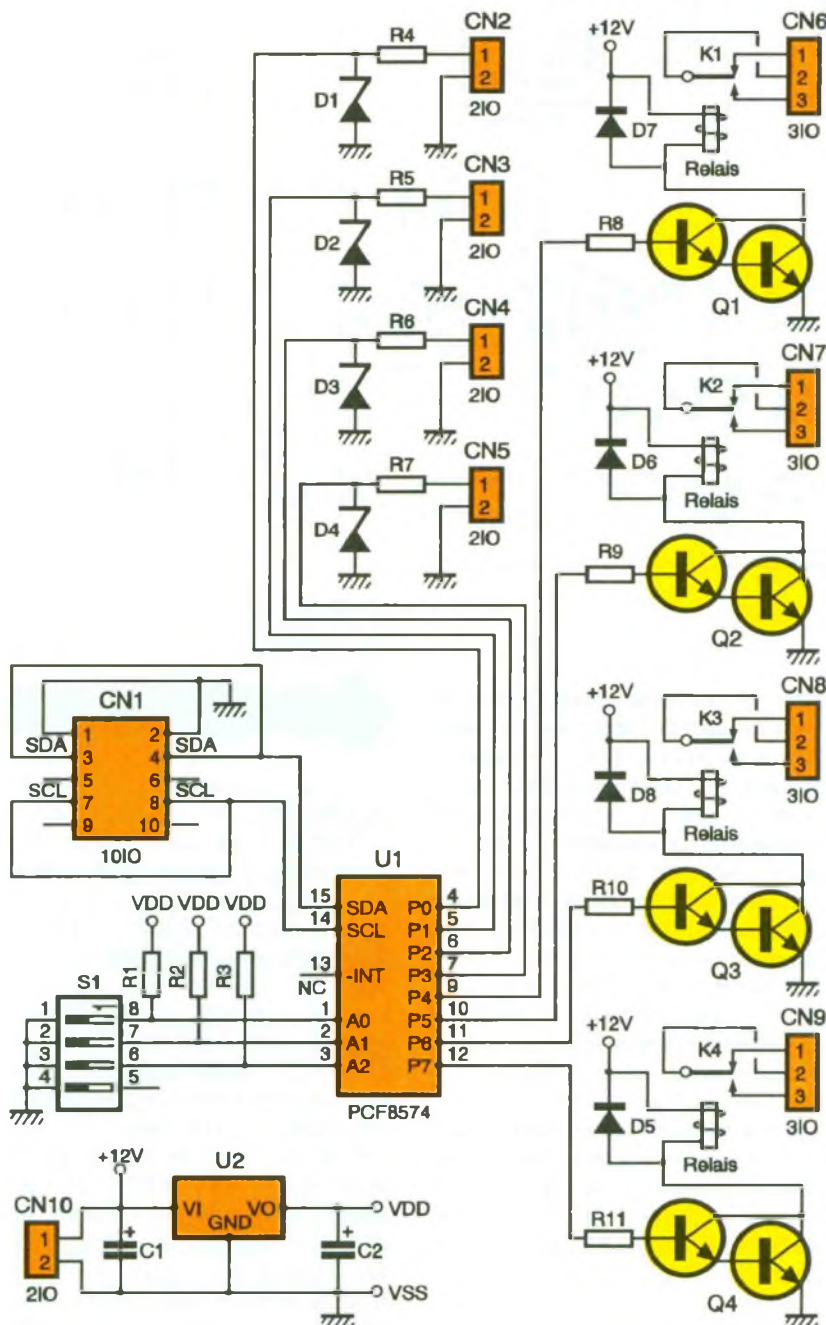 CN2
R4
1
2
D1
2IO
CN3
R5
1
2
D2
2IO
CN4
R6
1
2
D3
2IO
CN5
R7
1
2
D4
2IO
CN6
+12V
K1
1
2
3
D7
3IO
Relais
R8
Q1
CN7
+12V
K2
1
2
3
D6
3IO
Relais
R9
Q2
CN8
+12V
K3
1
2
3
D8
3IO
Relais
R10
Q3
CN9
+12V
K4
1
2
3
D5
3IO
Relais
R11
Q4
CN1
1 2
SDA 3 4 SDA
5 6
SCL 7 8 SCL
9 10
10IO
U1
15 SDA P0 4
14 SCL P1 5
P2 6
13 -INT P3 7
NC P4 9
1 A0 P5 10
2 A1 P6 11
3 A2 P7 12
PCF8574
VDD VDD VDD
R1 R2 R3
S1
1 8
2 7
3 6
4 5
+12V
U2
CN10
VI VO
GND
VDD
1
2
C1
C2
2IO
VSS